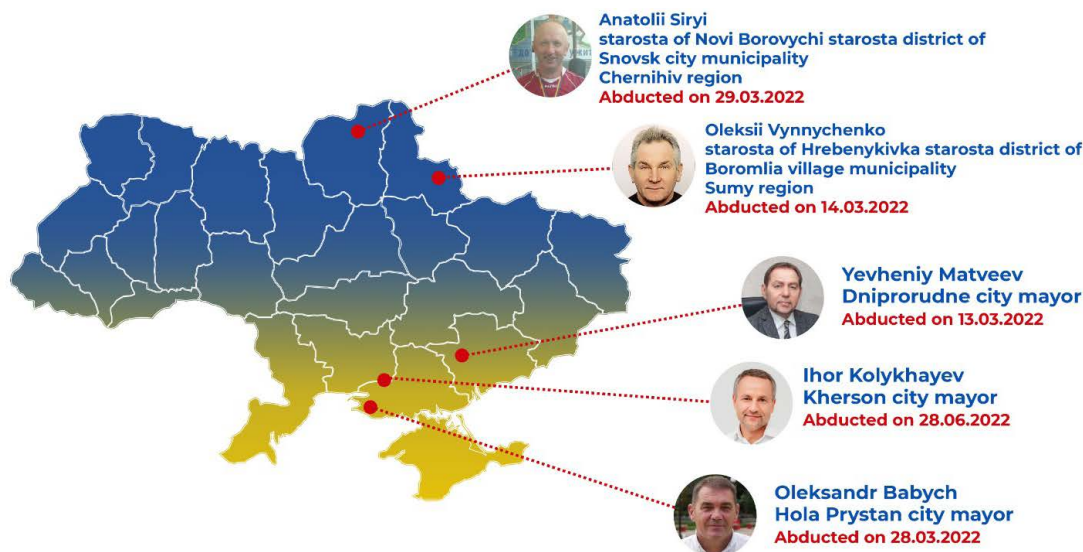 Anatolii Siryi
starosta of Novi Borovychi starosta district of
Snovsk city municipality
Chernihiv region
Abducted on 29.03.2022
Oleksii Vynnychenko
starosta of Hrebenykivka starosta district of
Boromlia village municipality
Sumy region
Abducted on 14.03.2022
Yevheniy Matveev
Dniprorudne city mayor
Abducted on 13.03.2022
Ihor Kolykhayev
Kherson city mayor
Abducted on 28.06.2022
Oleksandr Babych
Hola Prystan city mayor
Abducted on 28.03.2022